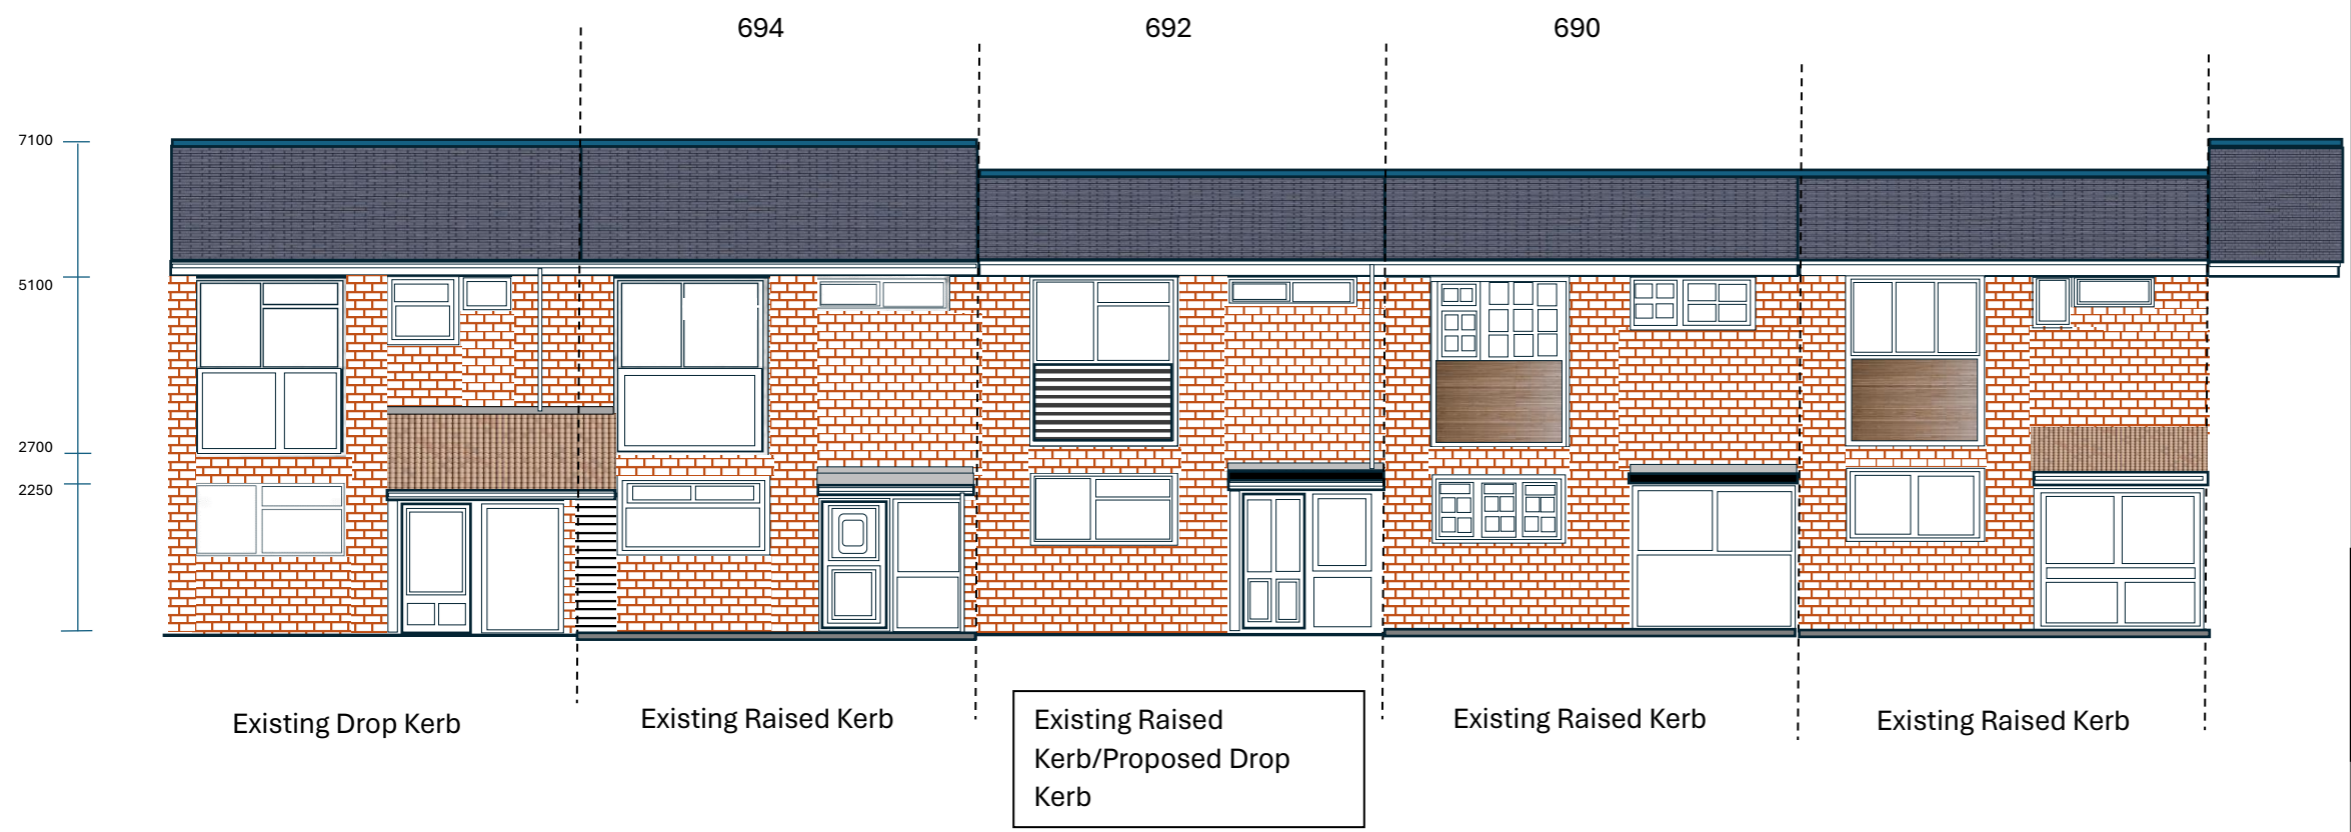 694
692
690
7100
5100
2700
2250
Existing Drop Kerb
Existing Raised Kerb
Existing Raised
Kerb/Proposed Drop
Kerb
Existing Raised Kerb
Existing Raised Kerb